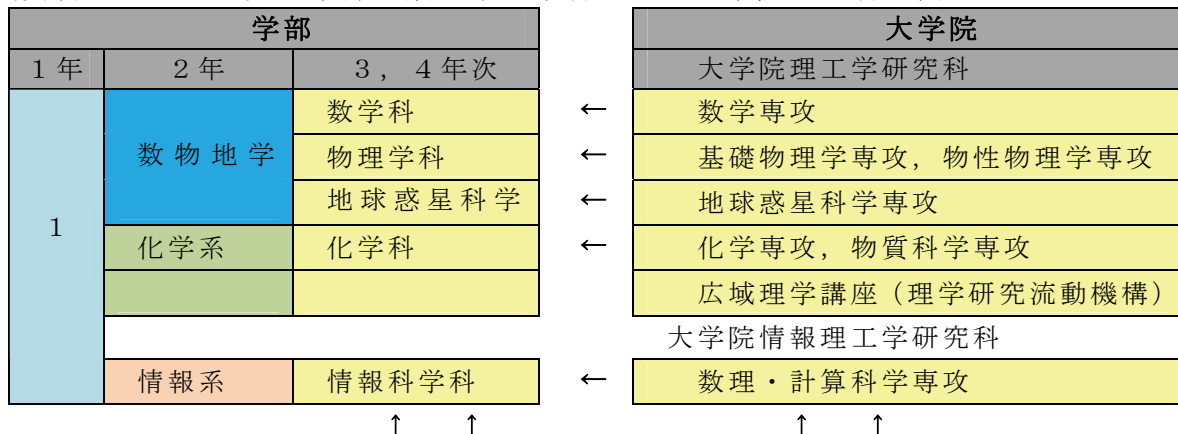 学部 大学院
1年 2年 3, 4年次 大学院理工学研究科
数学科 ← 数学専攻
数物地学 物理学科 ← 基礎物理学専攻, 物性物理学専攻
地球惑星科学 ← 地球惑星科学専攻
1
化学系 化学科 ← 化学専攻, 物質科学専攻
広域理学講座（理学研究流動機構）
大学院情報理工学研究科
情報系 情報科学科 ← 数理・計算科学専攻
↑ ↑ ↑ ↑